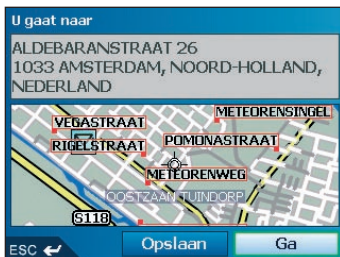 U gaat naar
ALDEBARANSTRAAT 26
1033 AMSTERDAM, NOORD-HOLLAND,
NEDERLAND
METEORENSINGEL
VEGASTRAAT
RIGELSTRAAT
POMONASTRAAT
METEORENWEG
OOSTZAAN TUINDORP
S118
ESC
Opslaan
Ga